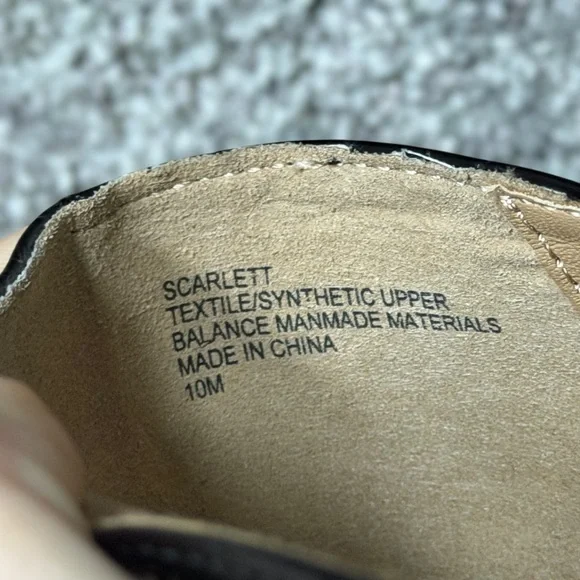 SCARLETT
TEXTILE/SYNTHETIC UPPER
BALANCE MANMADE MATERIALS
MADE IN CHINA
10M